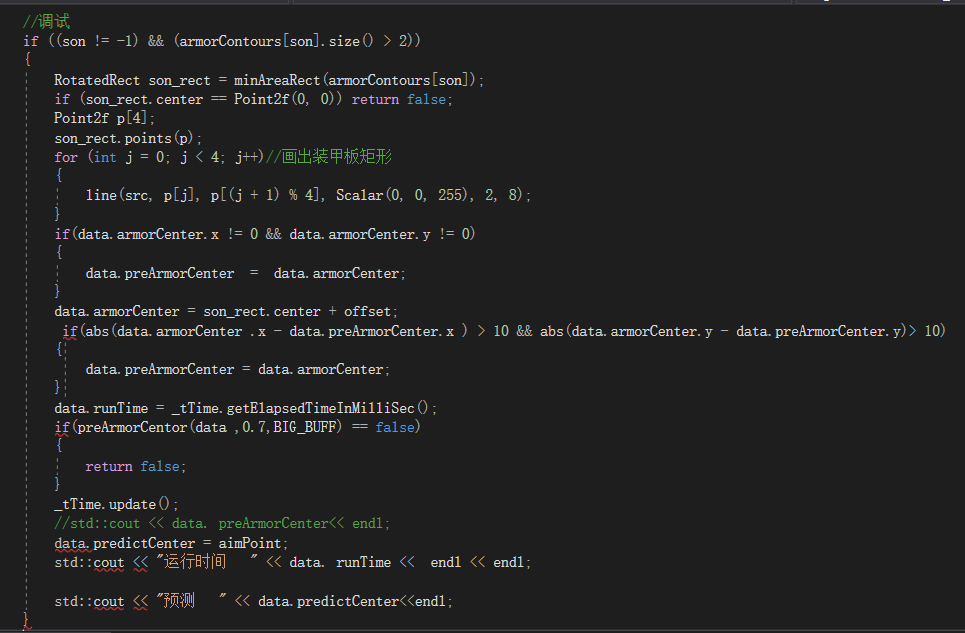 //调试
if ((son != -1) && (armorContours[son].size() > 2))
{
RotatedRect son_rect = minAreaRect(armorContours[son]);
if (son_rect.center == Point2f(0, 0)) return false;
Point2f p[4];
son_rect.points(p);
for (int j = 0; j < 4; j++)//画出装甲板矩形
{
line(src, p[j], p[(j + 1) % 4], Scalar(0, 0, 255), 2, 8);
}
if(data.armorCenter.x != 0 && data.armorCenter.y != 0)
{
data.preArmorCenter  =  data.armorCenter;
}
data.armorCenter = son_rect.center + offset;
if(abs(data.armorCenter .x - data.preArmorCenter.x ) > 10 && abs(data.armorCenter.y - data.preArmorCenter.y)> 10)
{
data.preArmorCenter = data.armorCenter;
}
data.runTime = _tTime.getElapsedTimeInMilliSec();
if(preArmorCentor(data ,0.7,BIG_BUFF) == false)
{
return false;
}
_tTime.update();
//std::cout << data. preArmorCenter<< endl;
data.predictCenter = aimPoint;
std::cout << "运行时间   " << data. runTime <<  endl << endl;
std::cout << "预测   " << data.predictCenter<<endl;
}